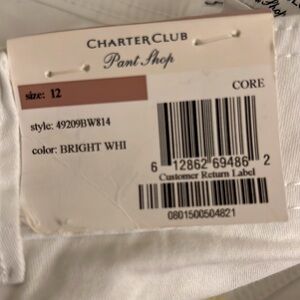 CHARTER CLUB
Pant Shop
size: 12
CORE
style: 49209BW814
color: BRIGHT WHI
6 12862 69486 2
Customer Return Label
0801500504821